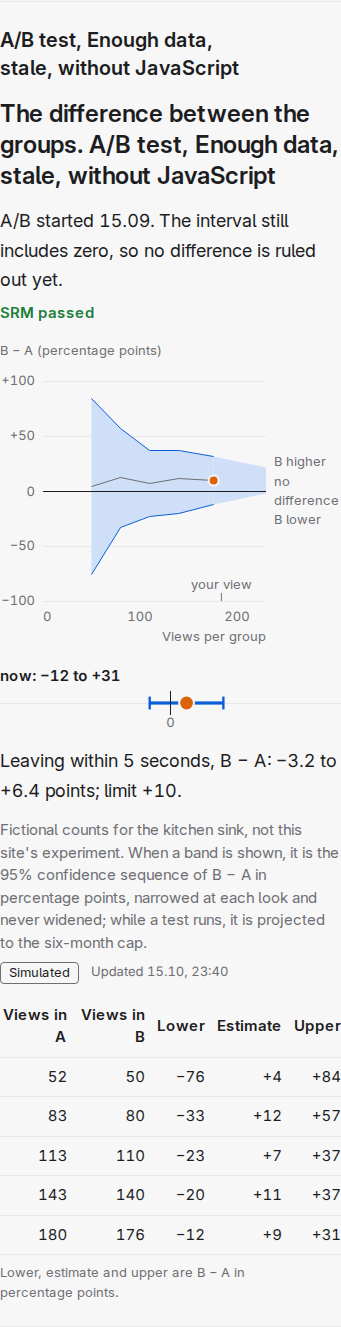 A/B test, Enough data,
stale, without JavaScript
The difference between the
groups. A/B test, Enough data,
stale, without JavaScript
A/B started 15.09. The interval still
includes zero, so no difference is ruled
out yet.
SRM passed
B − A (percentage points)
+100
+50
0
−50
−100
B higher
no
difference
B lower
your view
0 100 200
Views per group
now: −12 to +31
0
Leaving within 5 seconds, B − A: −3.2 to
+6.4 points; limit +10.
Fictional counts for the kitchen sink, not this
site's experiment. When a band is shown, it is the
95% confidence sequence of B − A in
percentage points, narrowed at each look and
never widened; while a test runs, it is projected
to the six-month cap.
Simulated Updated 15.10, 23:40
Views in A Views in B Lower Estimate Upper
52 50 −76 +4 +84
83 80 −33 +12 +57
113 110 −23 +7 +37
143 140 −20 +11 +37
180 176 −12 +9 +31
Lower, estimate and upper are B − A in
percentage points.